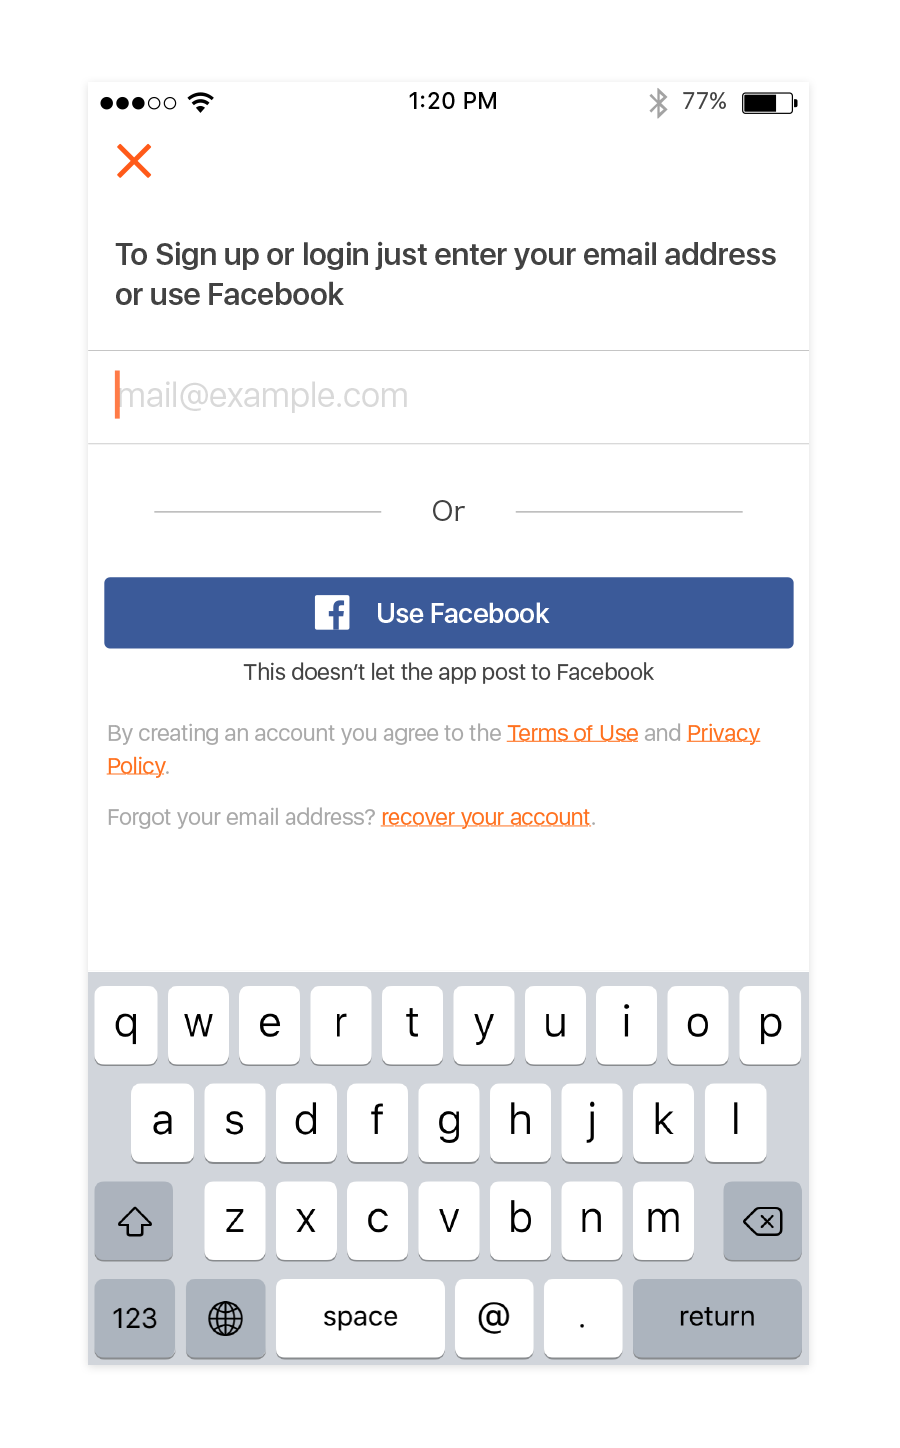 1:20 PM 77%
To Sign up or login just enter your email address
or use Facebook
mail@example.com
Or
f Use Facebook
This doesn’t let the app post to Facebook
By creating an account you agree to the Terms of Use and Privacy
Policy.
Forgot your email address? recover your account.
q w e r t y u i o p
a s d f g h j k l
z x c v b n m
123 space @ . return